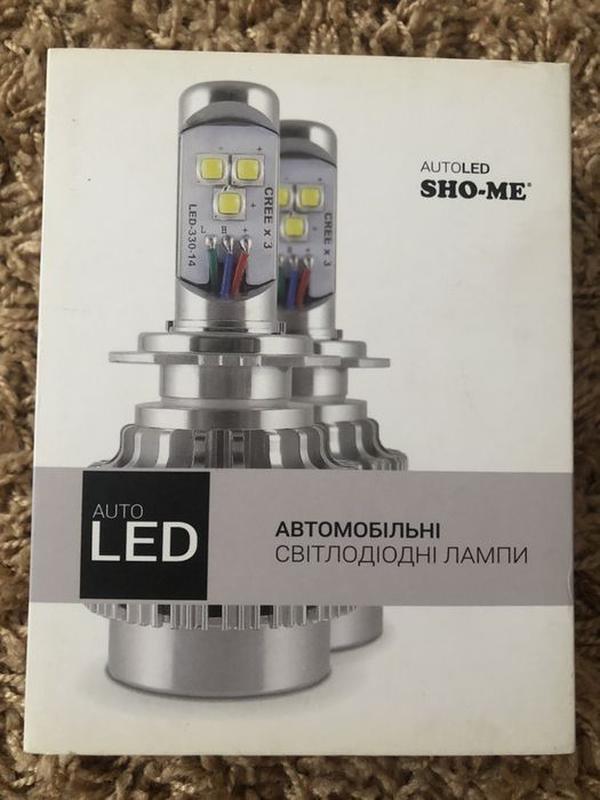 AUTOLED
SHO-ME®
CREE x 3
LED-330-14
L H +
CREE x 3
AUTO
LED
АВТОМОБІЛЬНІ
СВІТЛОДІОДНІ ЛАМПИ